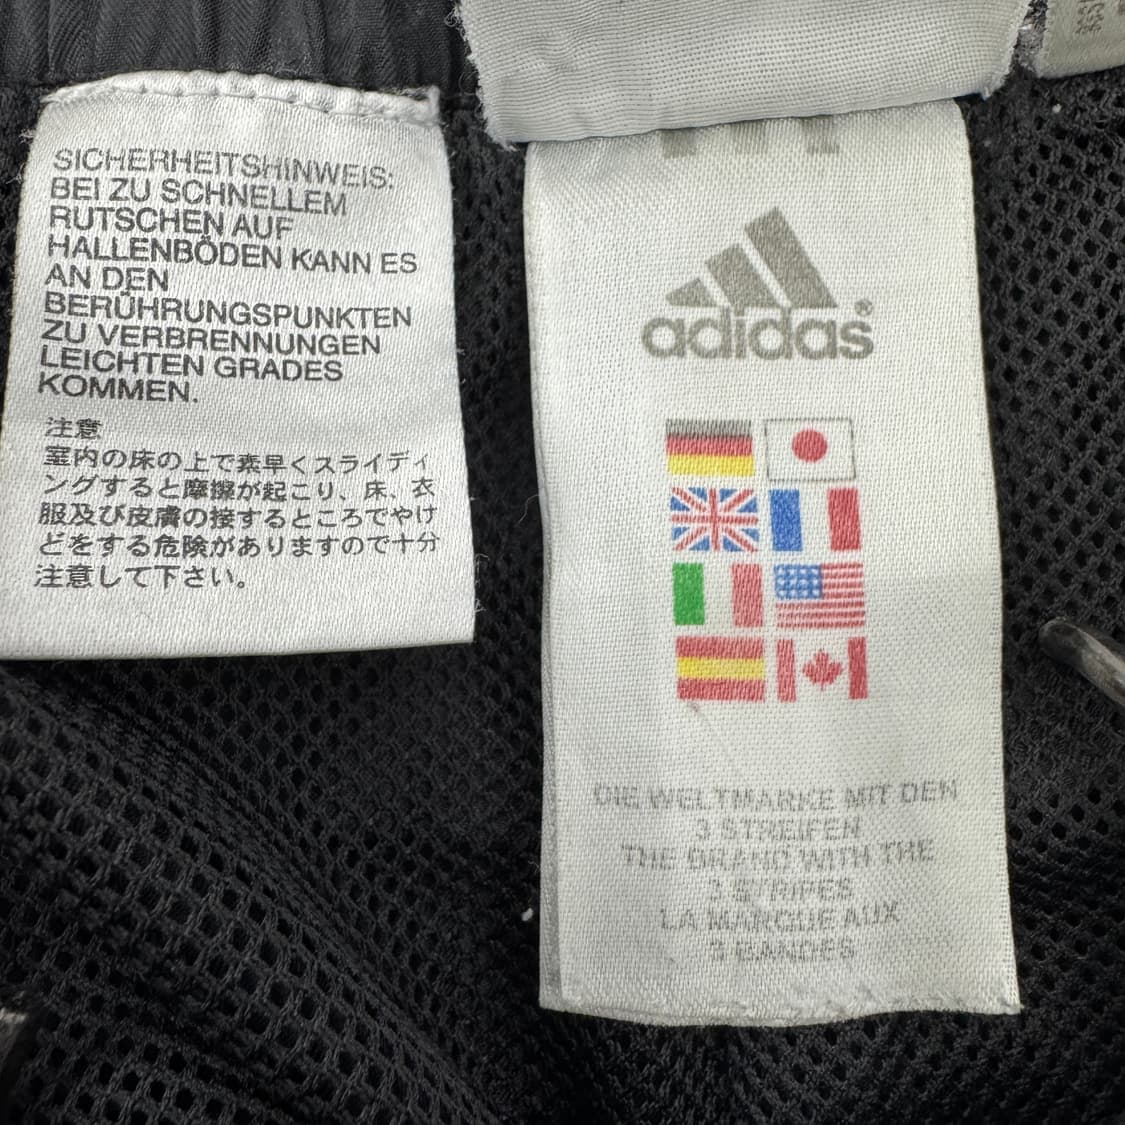 SICHERHEITSHINWEIS:
BEI ZU SCHNELLEM
RUTSCHEN AUF
HALLENBÖDEN KANN ES
AN DEN
BERÜHRUNGSPUNKTEN
ZU VERBRENNUNGEN
LEICHTEN GRADES
KOMMEN.
注意
室内の床の上で素早くスライディ
ングすると摩擦が起こり、床、衣
服及び皮膚の接するところでやけ
どをする危険がありますので十分
注意して下さい。
adidas®
DIE WELTMARKE MIT DEN
3 STREIFEN
THE BRAND WITH THE
3 STRIPES
LA MARQUE AUX
3 BANDES